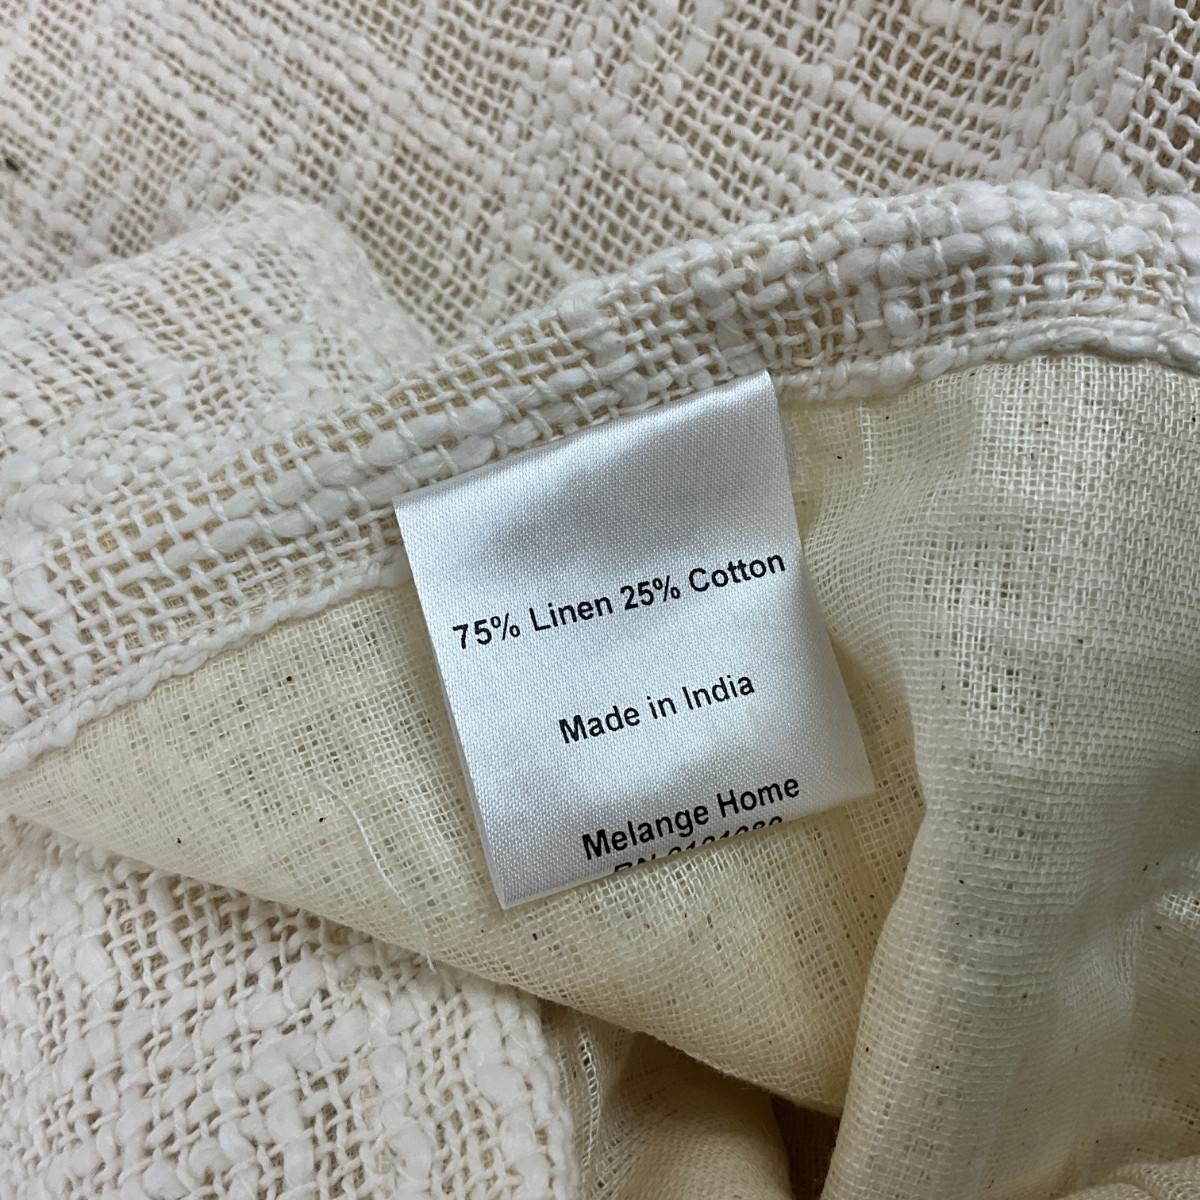 75% Linen 25% Cotton
Made in India
Melange Home